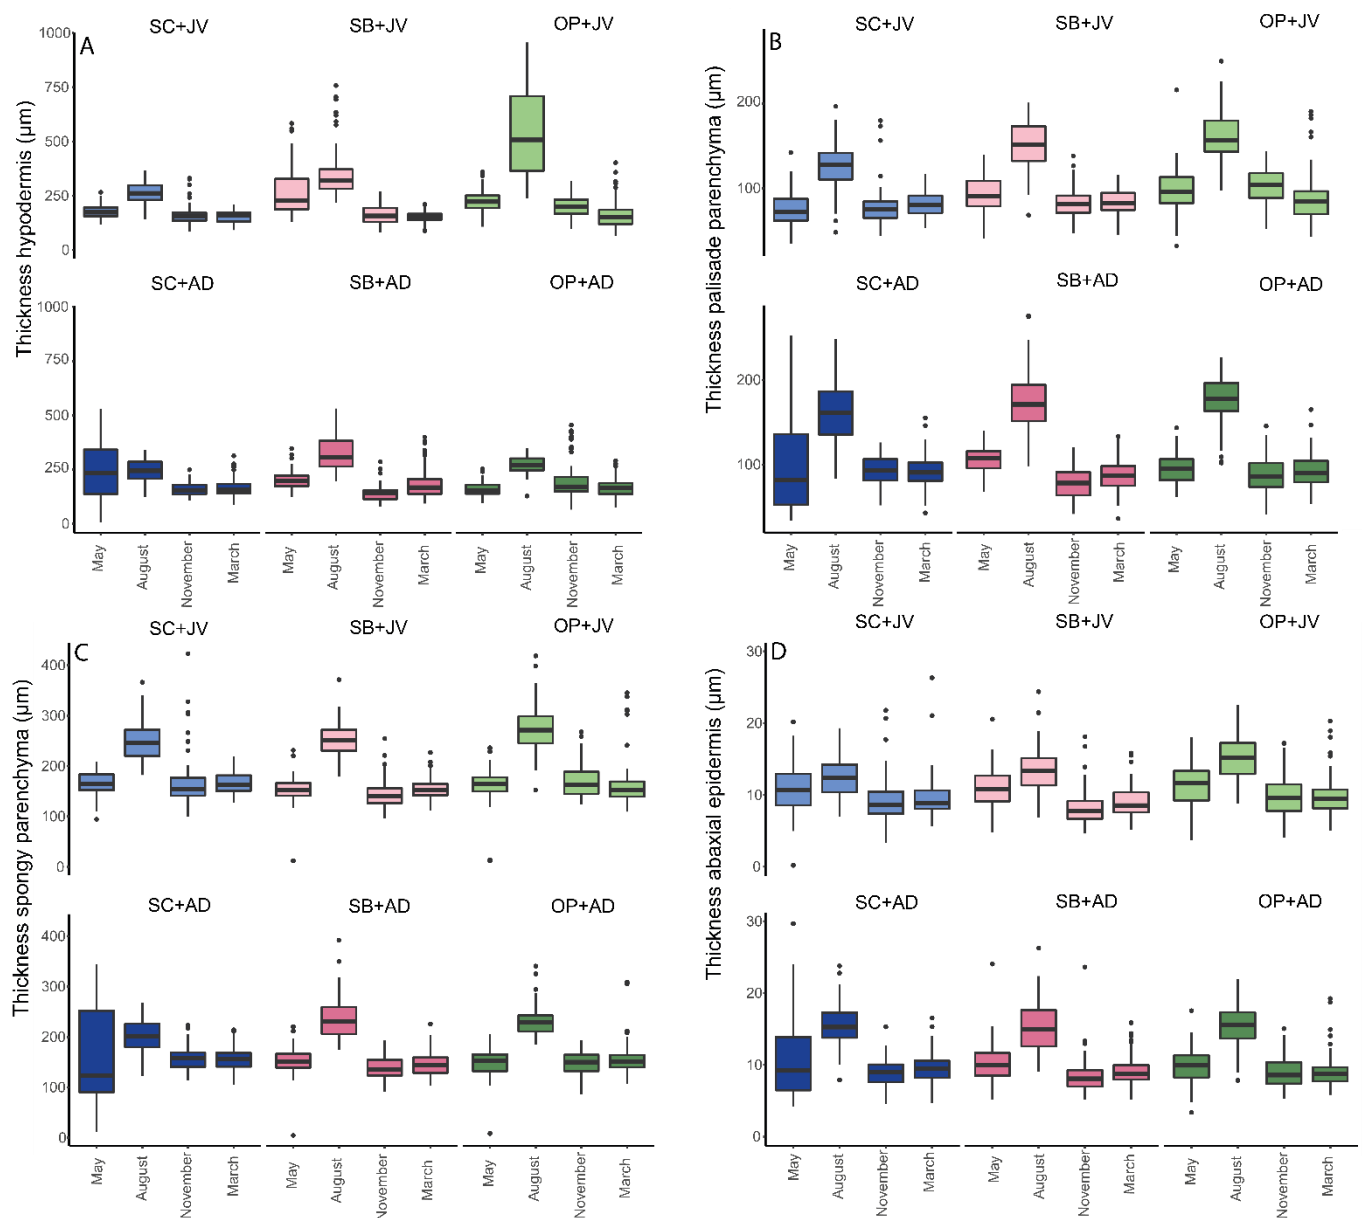 A
SC+JV SB+JV OP+JV
Thickness hypodermis (µm)
1000
750
500
250
0
SC+AD SB+AD OP+AD
1000
750
500
250
0
May August November March May August November March May August November March
B
SC+JV SB+JV OP+JV
Thickness palisade parenchyma (µm)
200
100
SC+AD SB+AD OP+AD
200
100
May August November March May August November March May August November March
C
SC+JV SB+JV OP+JV
Thickness spongy parenchyma (µm)
400
300
200
100
0
SC+AD SB+AD OP+AD
400
300
200
100
0
May August November March May August November March May August November March
D
SC+JV SB+JV OP+JV
Thickness abaxial epidermis (µm)
30
20
10
0
SC+AD SB+AD OP+AD
30
20
10
0
May August November March May August November March May August November March